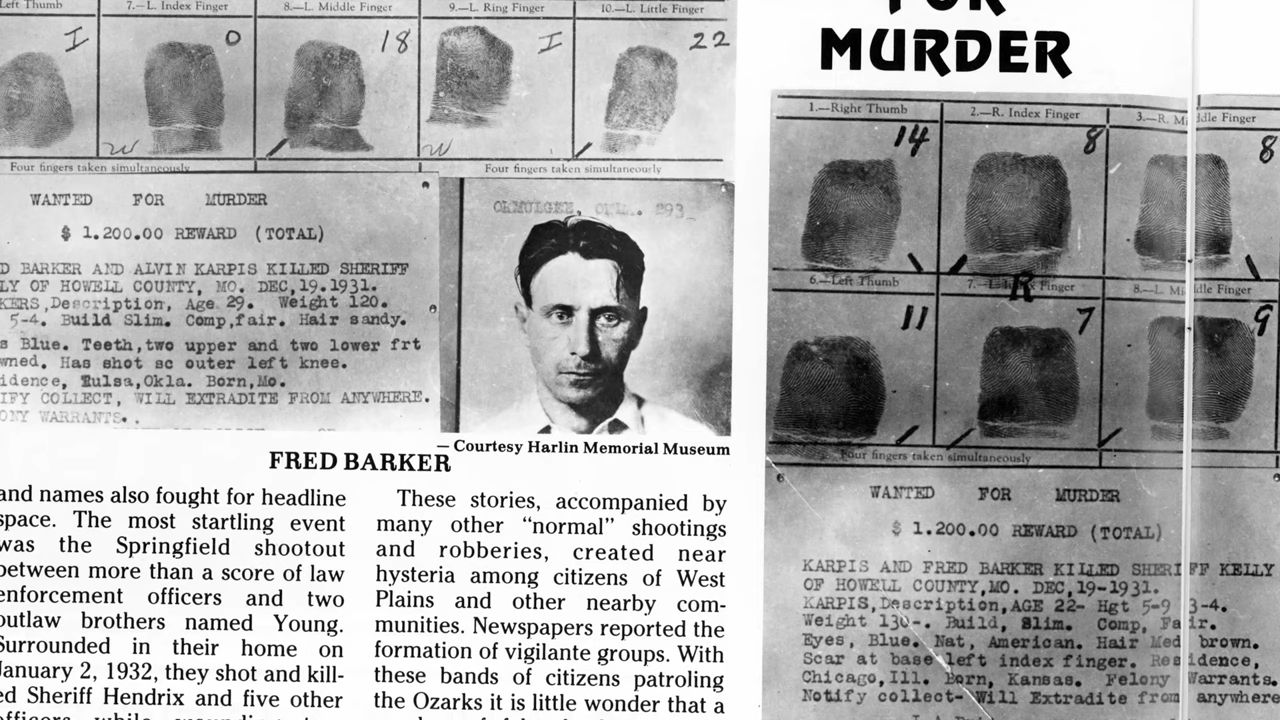 Left Thumb 7.—L. Index Finger 8.—L. Middle Finger 9.—L. Ring Finger 10.—L. Little Finger
I O 18 I 22
W W
Four fingers taken simultaneously Four fingers taken simultaneously
WANTED FOR MURDER
$ 1.200.00 REWARD (TOTAL)
D BARKER AND ALVIN KARPIS KILLED SHERIFF
LY OF HOWELL COUNTY, MO. DEC,19.1931.
KERS,Description, Age 29. Weight 120.
5-4. Build Slim. Comp,fair. Hair sandy.
s Blue. Teeth,two upper and two lower frt
wned. Has shot sc outer left knee.
idence, Tulsa,Okla. Born,Mo.
IFY COLLECT, WILL EXTRADITE FROM ANYWHERE.
ONY WARRANTS.
OKMULGEE, OKLA. 293
— Courtesy Harlin Memorial Museum
FRED BARKER
and names also fought for headline
space. The most startling event
was the Springfield shootout
between more than a score of law
enforcement officers and two
outlaw brothers named Young.
Surrounded in their home on
January 2, 1932, they shot and kill-
ed Sheriff Hendrix and five other
officers while
These stories, accompanied by
many other “normal” shootings
and robberies, created near
hysteria among citizens of West
Plains and other nearby com-
munities. Newspapers reported the
formation of vigilante groups. With
these bands of citizens patroling
the Ozarks it is little wonder that a
FOR
MURDER
1.—Right Thumb 2.—R. Index Finger 3.—R. Middle Finger
14 8 8
6.—Left Thumb 7.—L. Index Finger 8.—L. Middle Finger
R
11 7 9
Four fingers taken simultaneously
WANTED FOR MURDER
$ 1.200.00 REWARD (TOTAL)
KARPIS AND FRED BARKER KILLED SHERIFF KELLY
OF HOWELL COUNTY,MO. DEC,19-1931.
KARPIS,Description,AGE 22- Hgt 5-9 3-4.
Weight 130-. Build, Slim. Comp, Fair.
Eyes, Blue. Nat, American. Hair Med brown.
Scar at base left index finger. Residence,
Chicago,Ill. Born, Kansas. Felony Warrants.
Notify collect- Will Extradite from anywhere